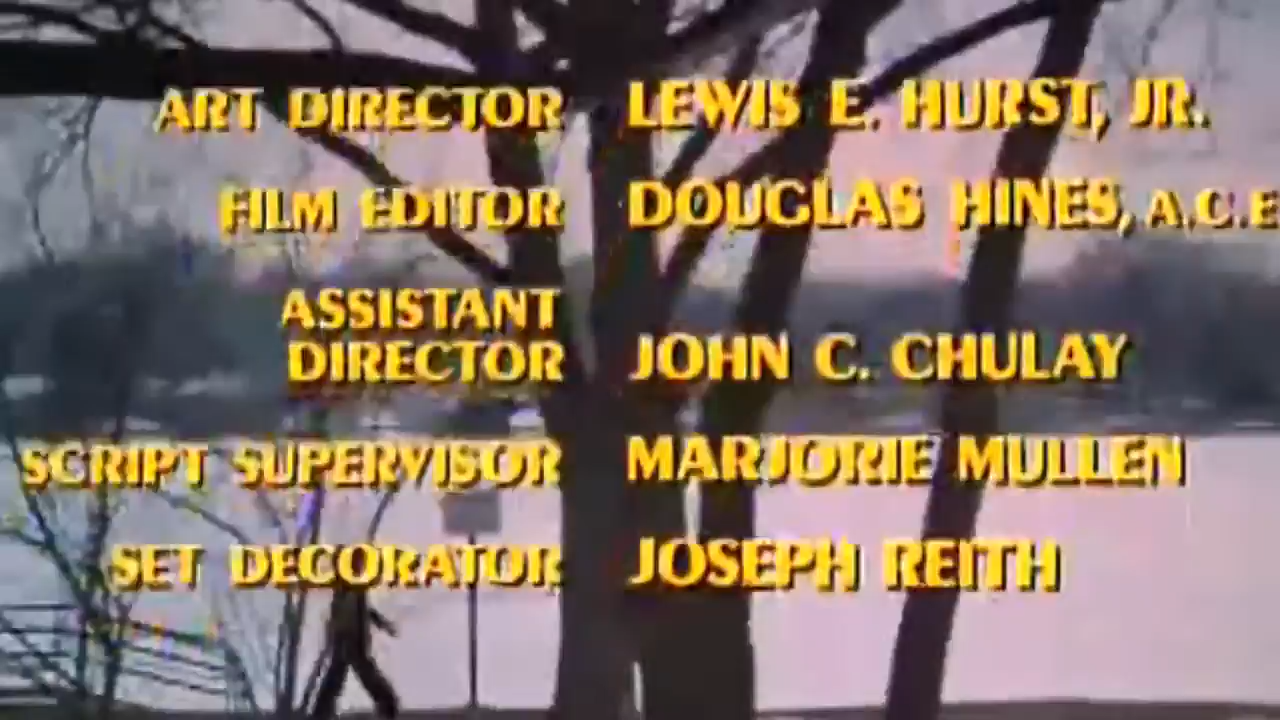 ART DIRECTOR LEWIS E. HURST, JR.
FILM EDITOR DOUGLAS HINES, A.C.E
ASSISTANT
DIRECTOR JOHN C. CHULAY
SCRIPT SUPERVISOR MARJORIE MULLEN
SET DECORATOR JOSEPH REITH